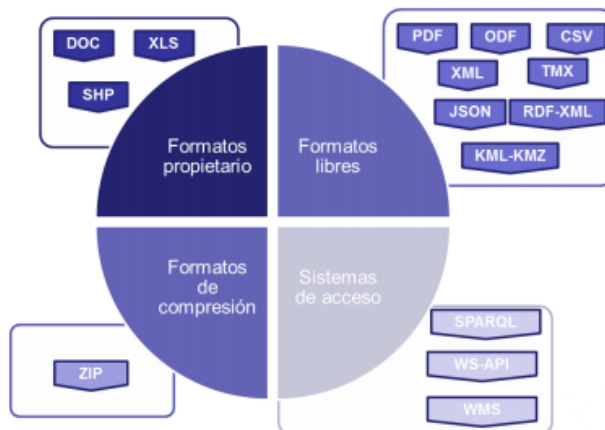 DOC XLS
SHP
PDF ODF CSV
XML TMX
JSON RDF-XML
KML-KMZ
Formatos
propietario
Formatos
libres
Formatos
de
compresión
Sistemas
de acceso
ZIP
SPARQL
WS-API
WMS